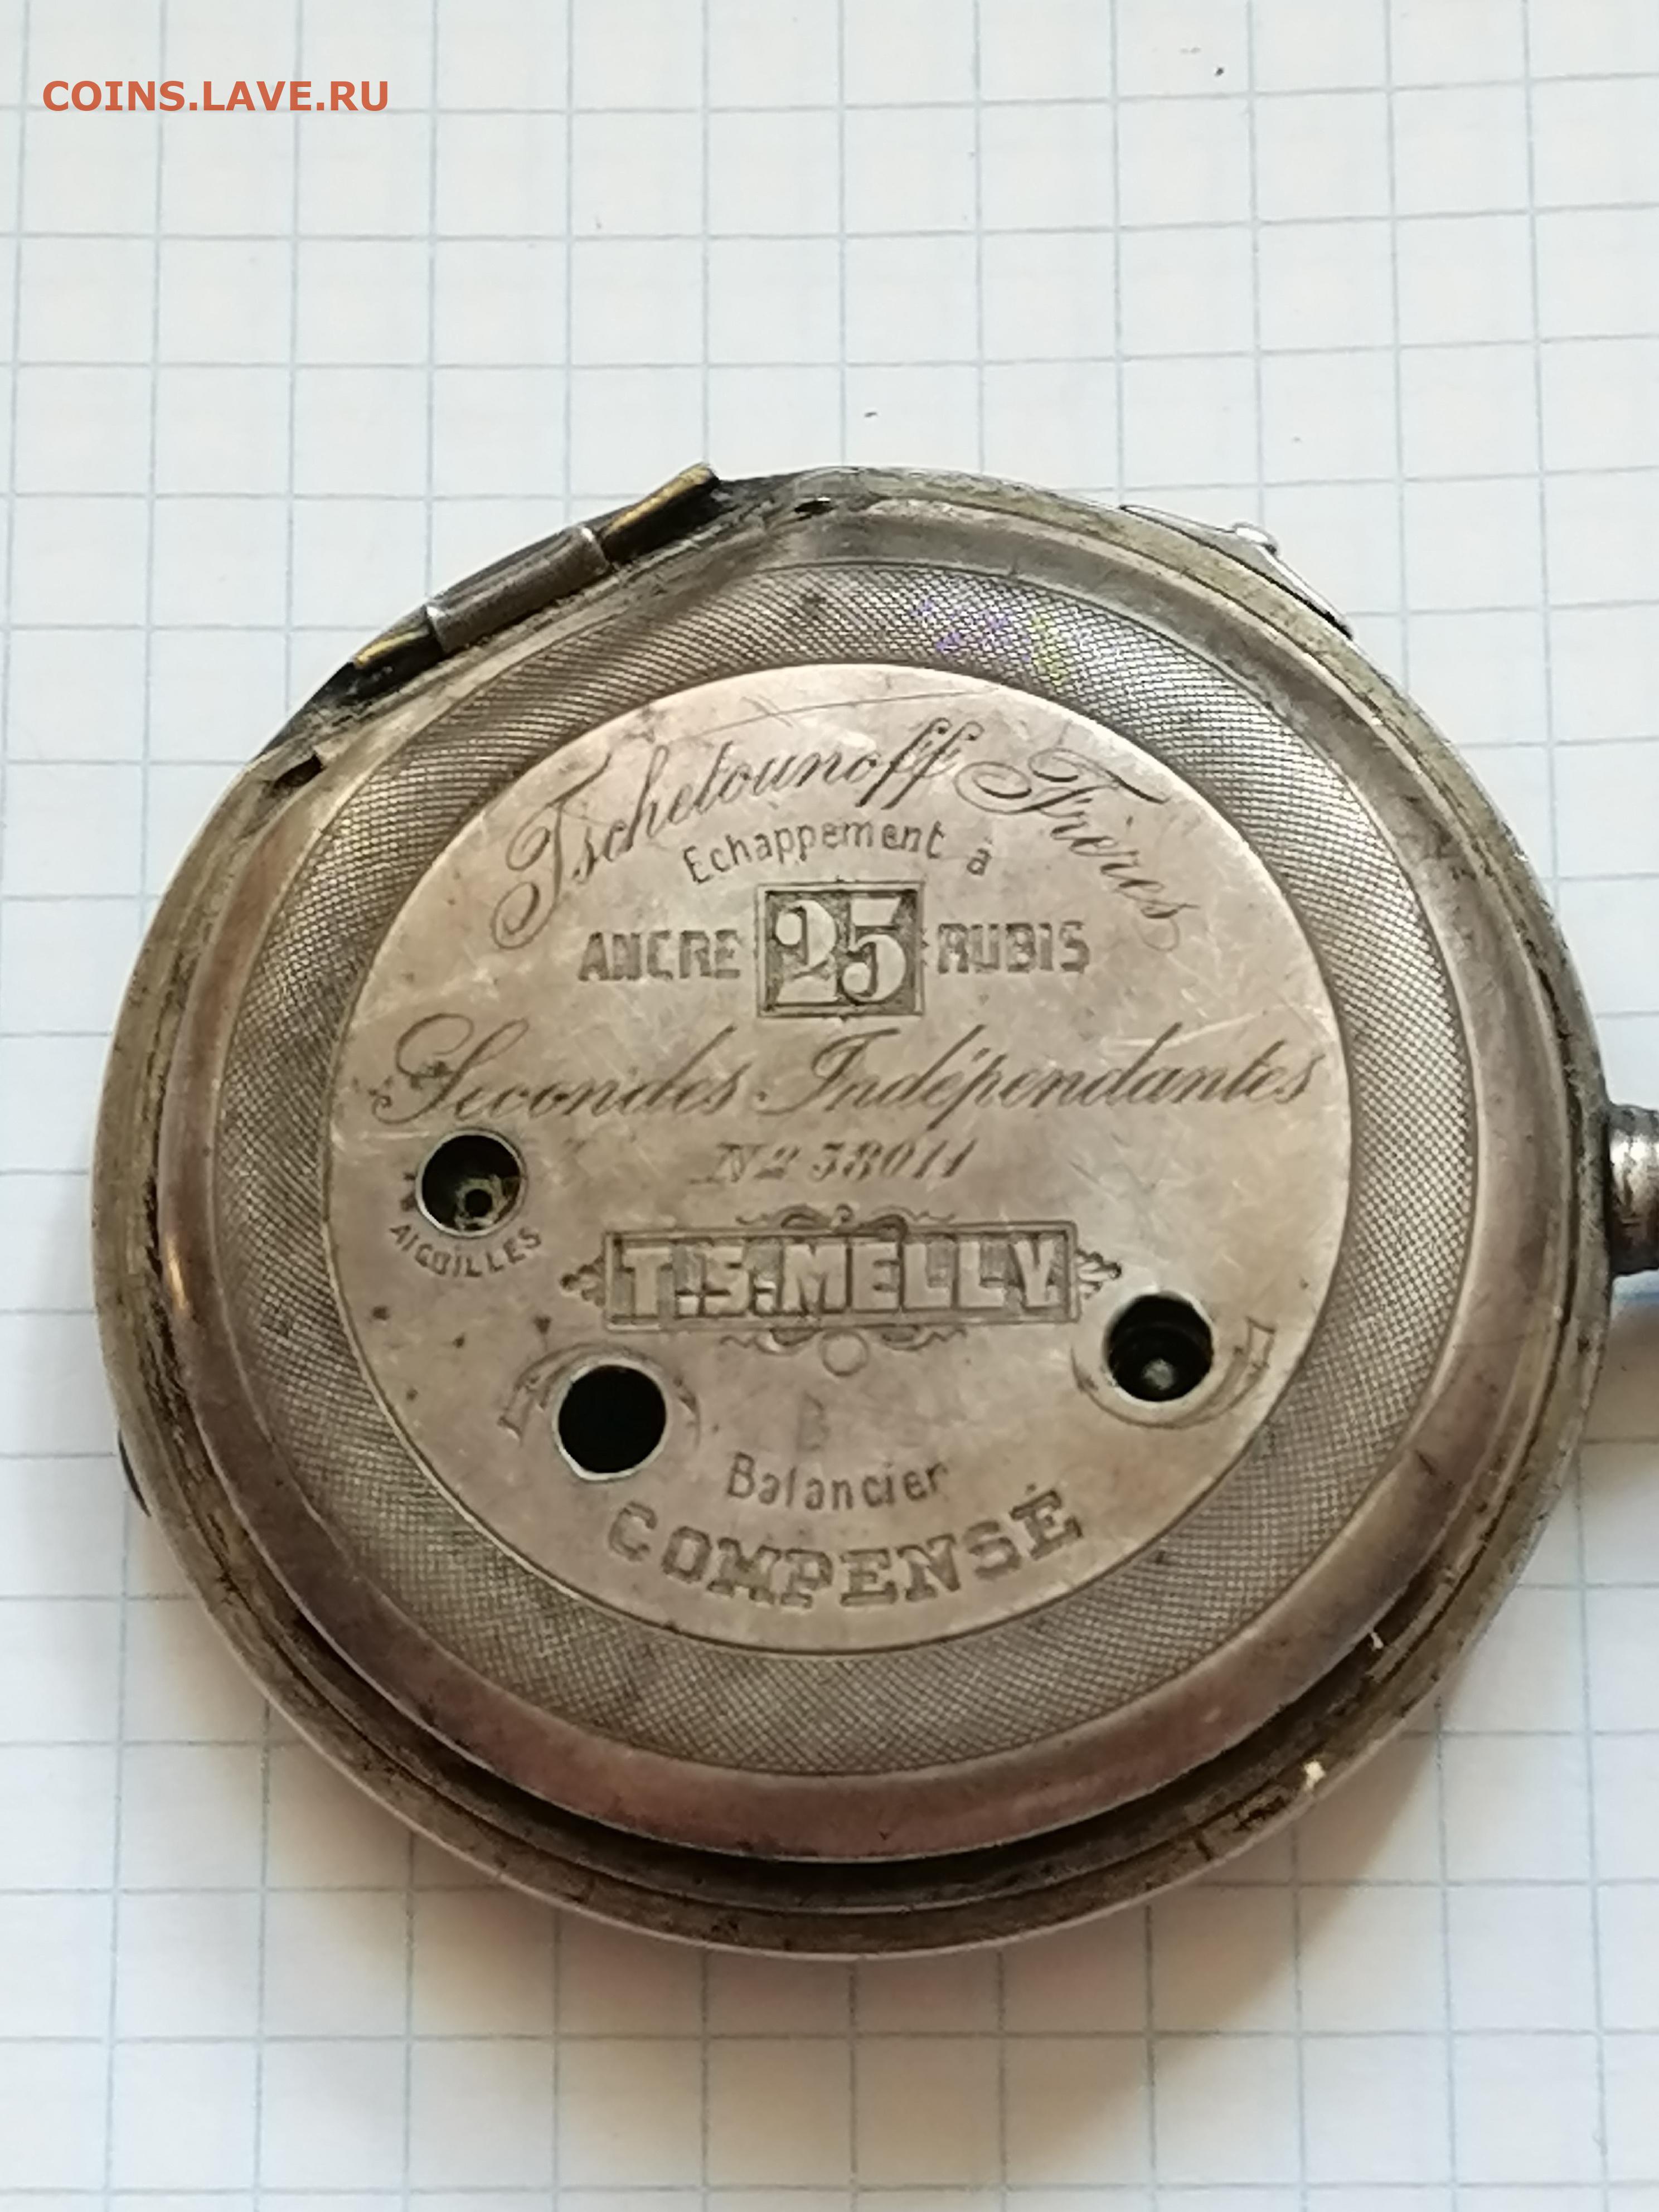 COINS.LAVE.RU
Tschetounoff Frères
Echappement à
ANCRE 25 RUBIS
Secondes Indépendantes
No 38011
AIGUILLES
T.S.MELLY.
Balancier
COMPENSÉ